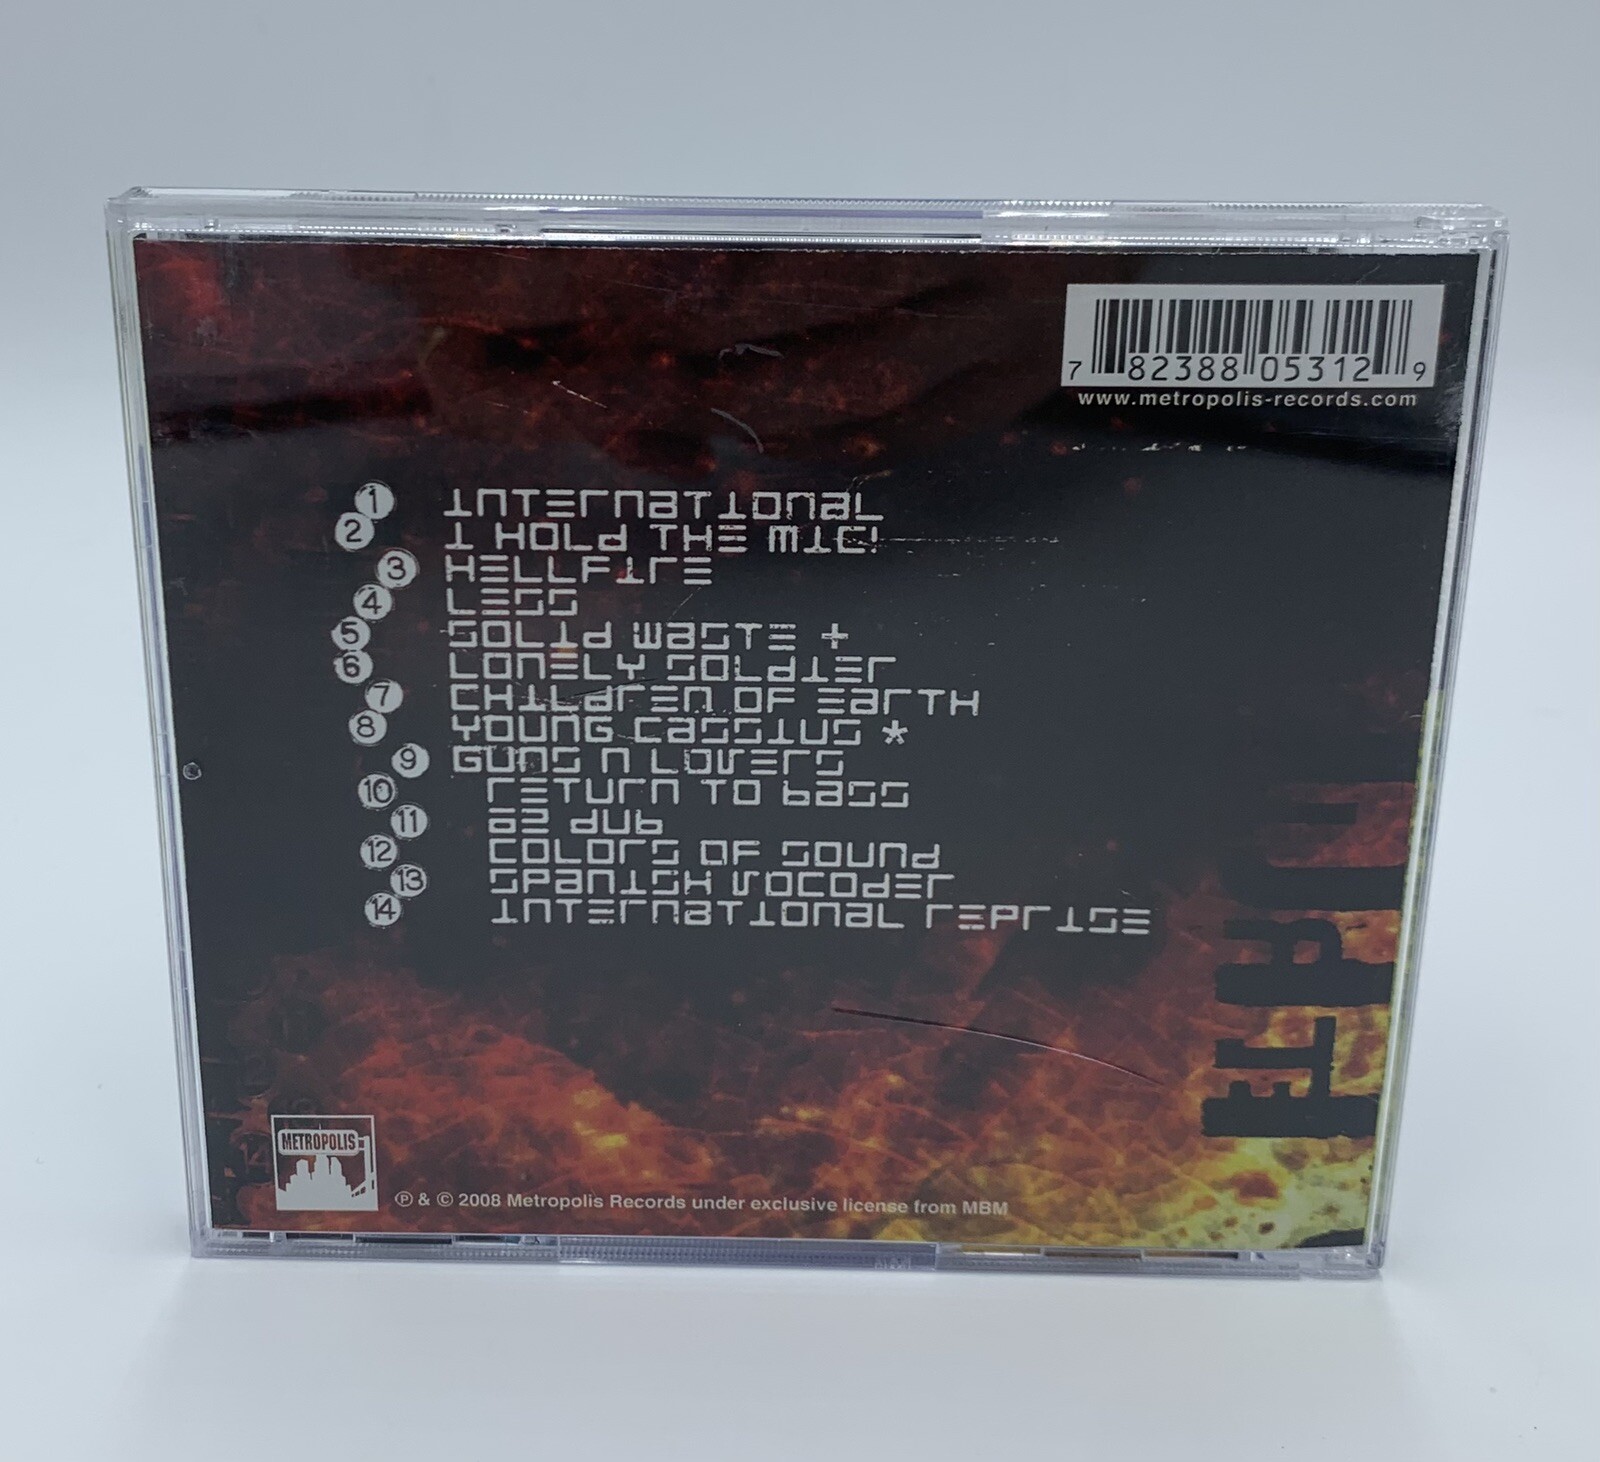 7 82388 05312 9
www.metropolis-records.com
1 INTERNATIONAL
2 I HOLD THE MIC!
3 HELLFIRE
4 LESS
5 SOLID WASTE +
6 LONELY SOLDIER
7 CHILDREN OF EARTH
8 YOUNG CASSIUS *
9 GUNS N LOVERS
10 RETURN TO BASS
11 82 DUB
12 COLORS OF SOUND
13 SPANISH VOCODER
14 INTERNATIONAL REPRISE
METROPOLIS
℗ & © 2008 Metropolis Records under exclusive license from MBM